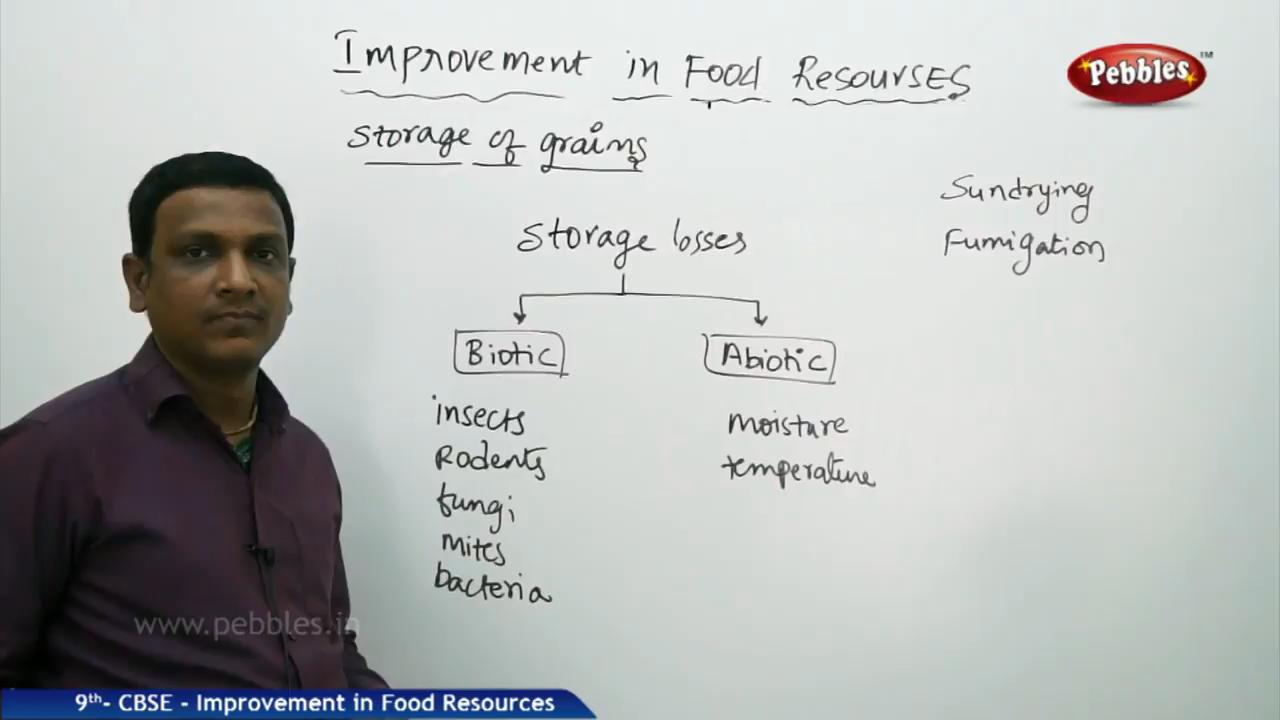 Improvement in Food Resourses
Pebbles™
Storage of grains
Sundrying
Fumigation
Storage losses
Biotic
Abiotic
insects
Rodents
fungi
mites
bacteria
moisture
temperature
www.pebbles.in
9th- CBSE - Improvement in Food Resources